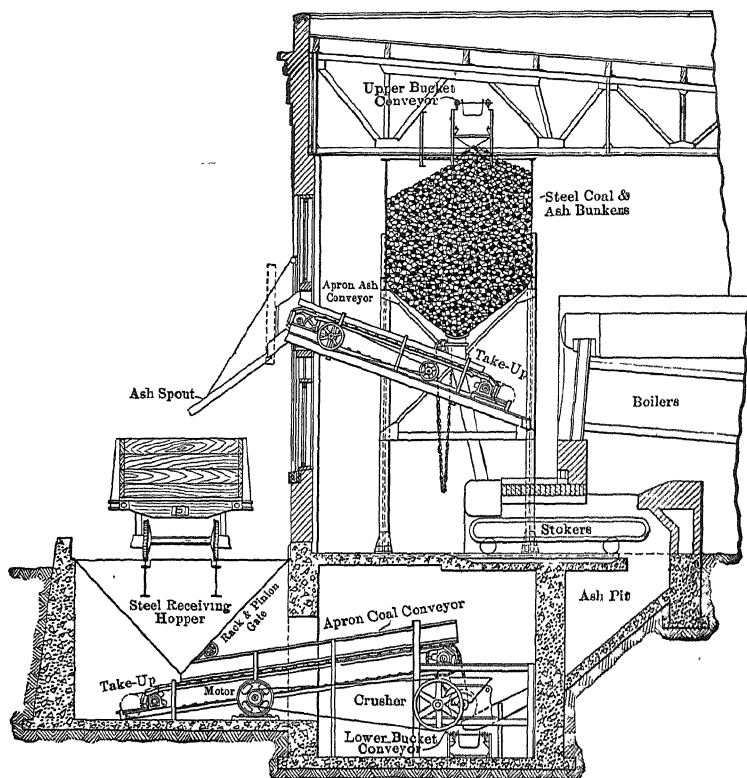 Upper Bucket
Conveyor
Steel Coal &
Ash Bunkers
Apron Ash
Conveyor
Take-Up
Ash Spout
Boilers
Stokers
Steel Receiving
Hopper
Rack & Pinion
Gate
Apron Coal Conveyor
Ash Pit
Take-Up
Motor
Crusher
Lower Bucket
Conveyor